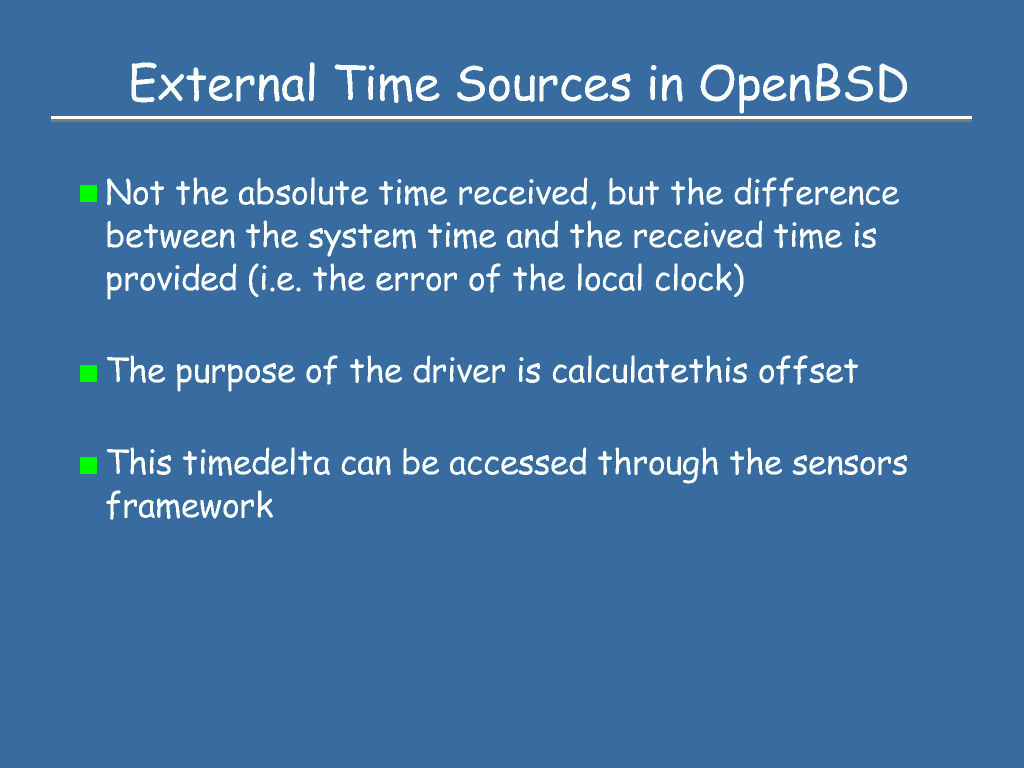 External Time Sources in OpenBSD
Not the absolute time received, but the difference
between the system time and the received time is
provided (i.e. the error of the local clock)
The purpose of the driver is calculatethis offset
This timedelta can be accessed through the sensors
framework